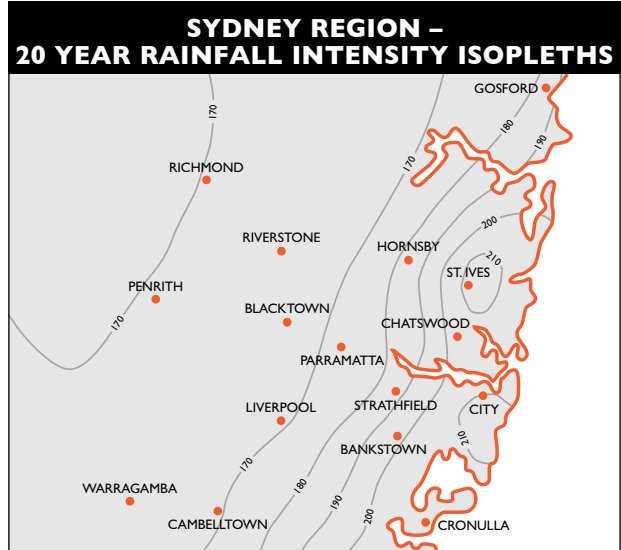 SYDNEY REGION –
20 YEAR RAINFALL INTENSITY ISOPLETHS
GOSFORD
170
180
190
170
RICHMOND
200
RIVERSTONE
HORNSBY
210
ST. IVES
PENRITH
BLACKTOWN
170
CHATSWOOD
PARRAMATTA
LIVERPOOL
STRATHFIELD
CITY
210
BANKSTOWN
170
180
WARRAGAMBA
190
200
CAMBELLTOWN
CRONULLA